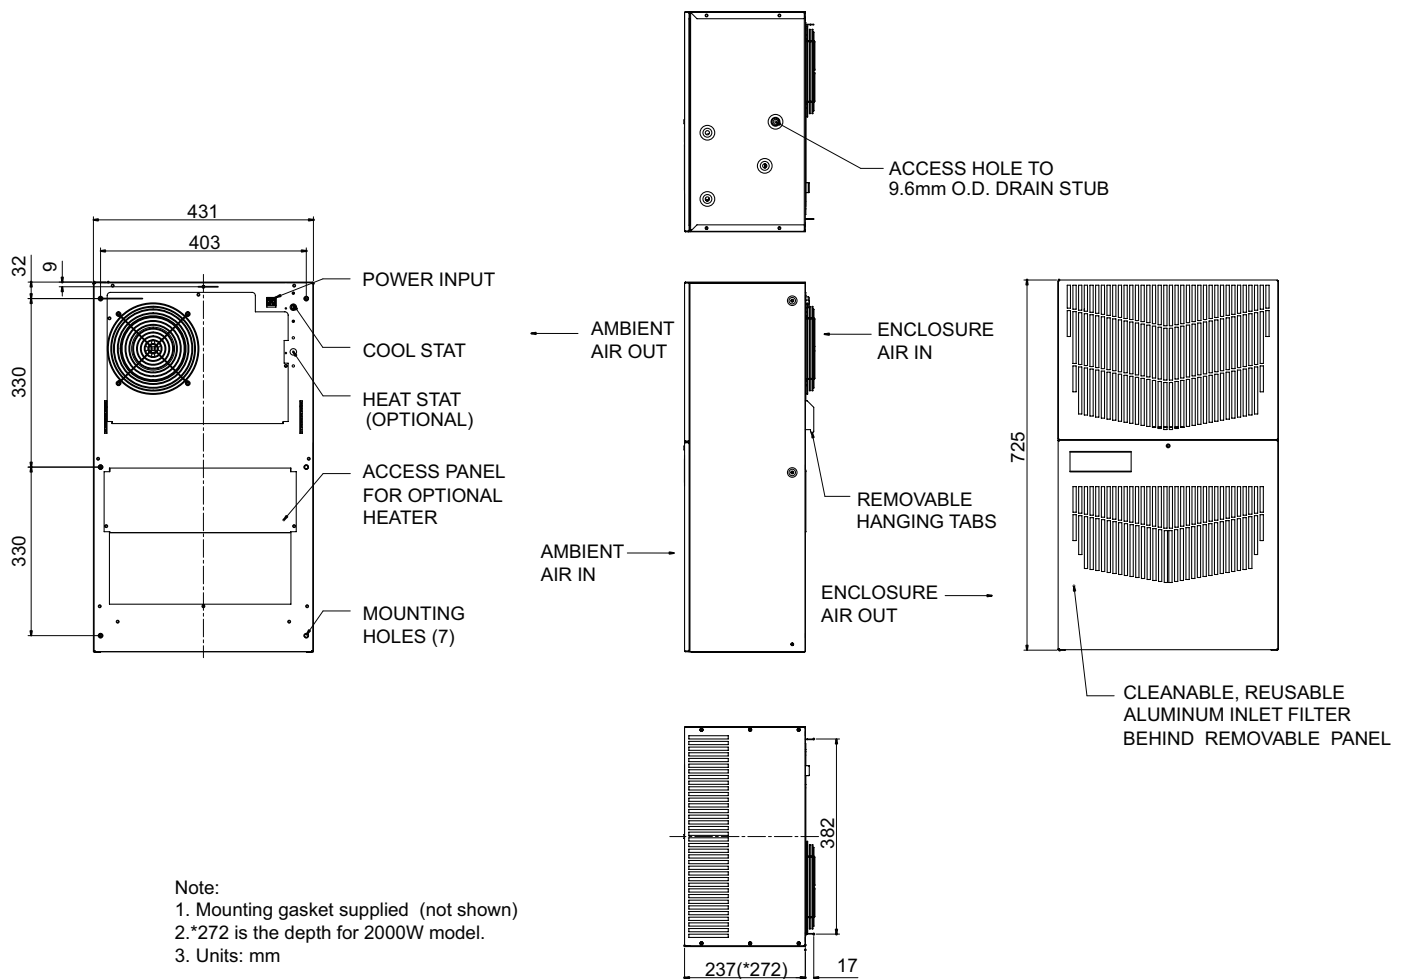 ACCESS HOLE TO
9.6mm O.D. DRAIN STUB
431
403
32
9
330
330
POWER INPUT
COOL STAT
HEAT STAT
(OPTIONAL)
ACCESS PANEL
FOR OPTIONAL
HEATER
MOUNTING
HOLES (7)
AMBIENT
AIR OUT
ENCLOSURE
AIR IN
REMOVABLE
HANGING TABS
AMBIENT
AIR IN
ENCLOSURE
AIR OUT
725
CLEANABLE, REUSABLE
ALUMINUM INLET FILTER
BEHIND REMOVABLE PANEL
382
237(*272)
17
Note:
1. Mounting gasket supplied (not shown)
2.*272 is the depth for 2000W model.
3. Units: mm